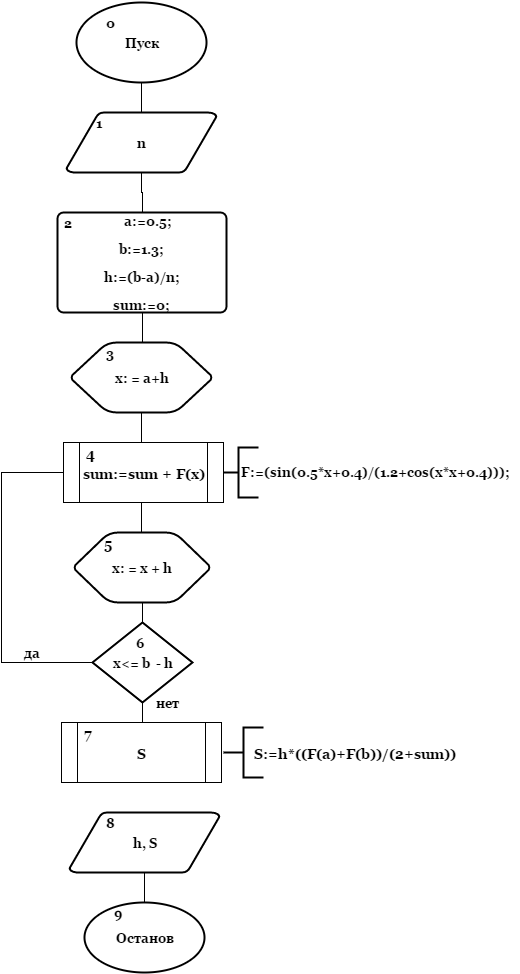 0
Пуск
1
n
2
a:=0.5;
b:=1.3;
h:=(b-a)/n;
sum:=0;
3
x: = a+h
4
sum:=sum + F(x)
F:=(sin(0.5*x+0.4)/(1.2+cos(x*x+0.4)));
5
x: = x + h
6
x<= b - h
да
нет
7
S
S:=h*((F(a)+F(b))/(2+sum))
8
h, S
9
Останов